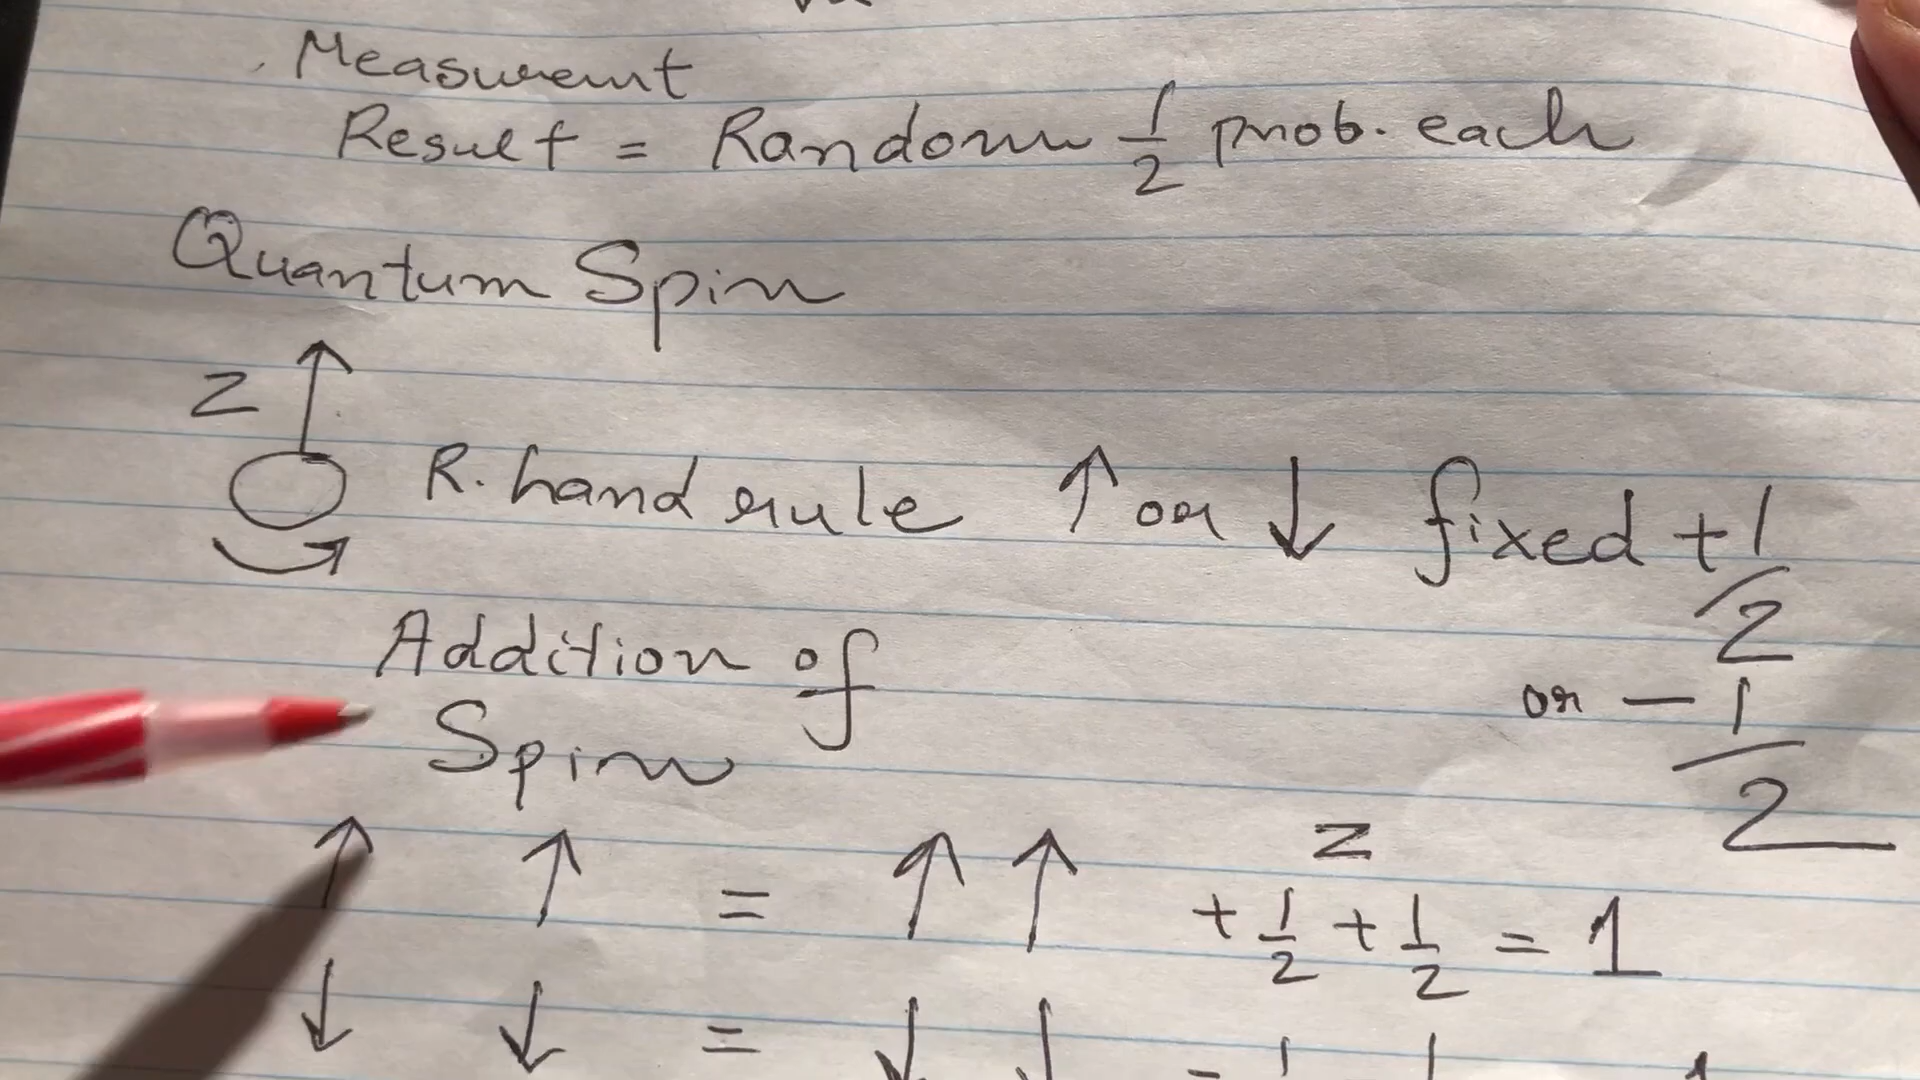 Measurement
Result = Random 1/2 prob. each
Quantum Spin
Z ↑
R. hand rule ↑ or ↓ fixed + 1/2
or - 1/2
Addition of
Spin
Z
↑ ↑ = ↑ ↑ + 1/2 + 1/2 = 1
↓ ↓ = ↓ ↓